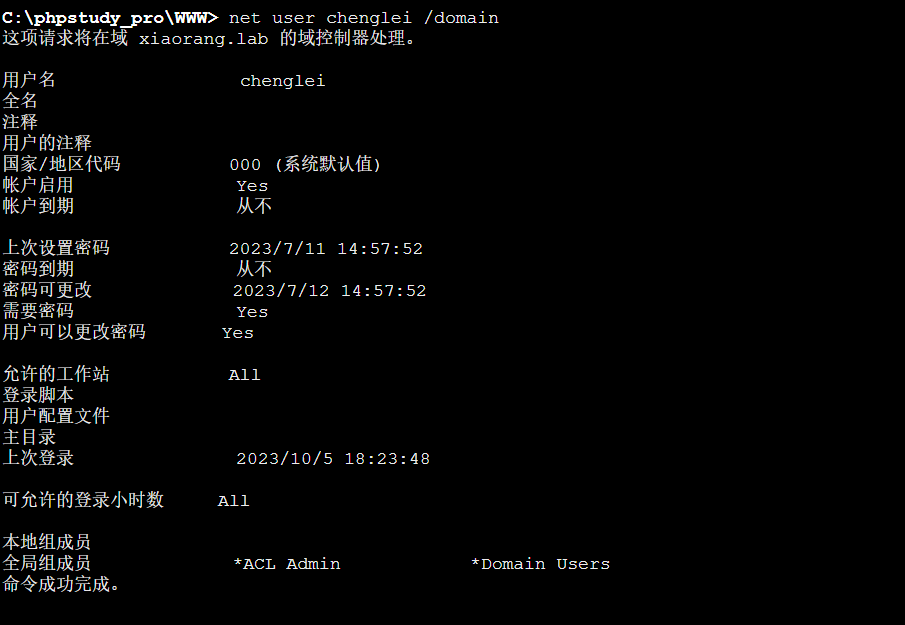 C:\phpstudy_pro\WWW> net user chenglei /domain
这项请求将在域 xiaorang.lab 的域控制器处理。
用户名 chenglei
全名
注释
用户的注释
国家/地区代码 000 (系统默认值)
帐户启用 Yes
帐户到期 从不
上次设置密码 2023/7/11 14:57:52
密码到期 从不
密码可更改 2023/7/12 14:57:52
需要密码 Yes
用户可以更改密码 Yes
允许的工作站 All
登录脚本
用户配置文件
主目录
上次登录 2023/10/5 18:23:48
可允许的登录小时数 All
本地组成员
全局组成员 *ACL Admin *Domain Users
命令成功完成。